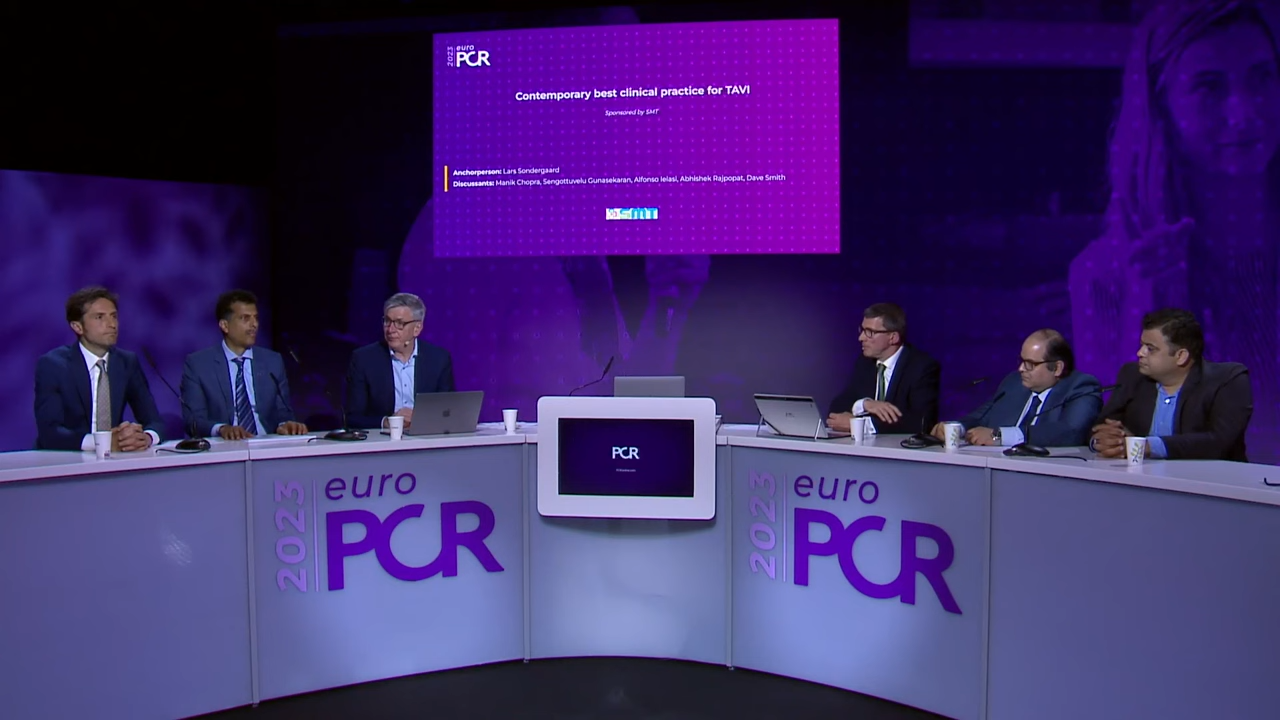 2023 euro
PCR
Contemporary best clinical practice for TAVI
Sponsored by SMT
Anchorperson: Lars Sondergaard
Discussants: Manik Chopra, Sengottuvelu Gunasekaran, Alfonso Ielasi, Abhishek Rajpopat, Dave Smith
smt
PCR
2023 euro
PCR
2023 euro
PCR